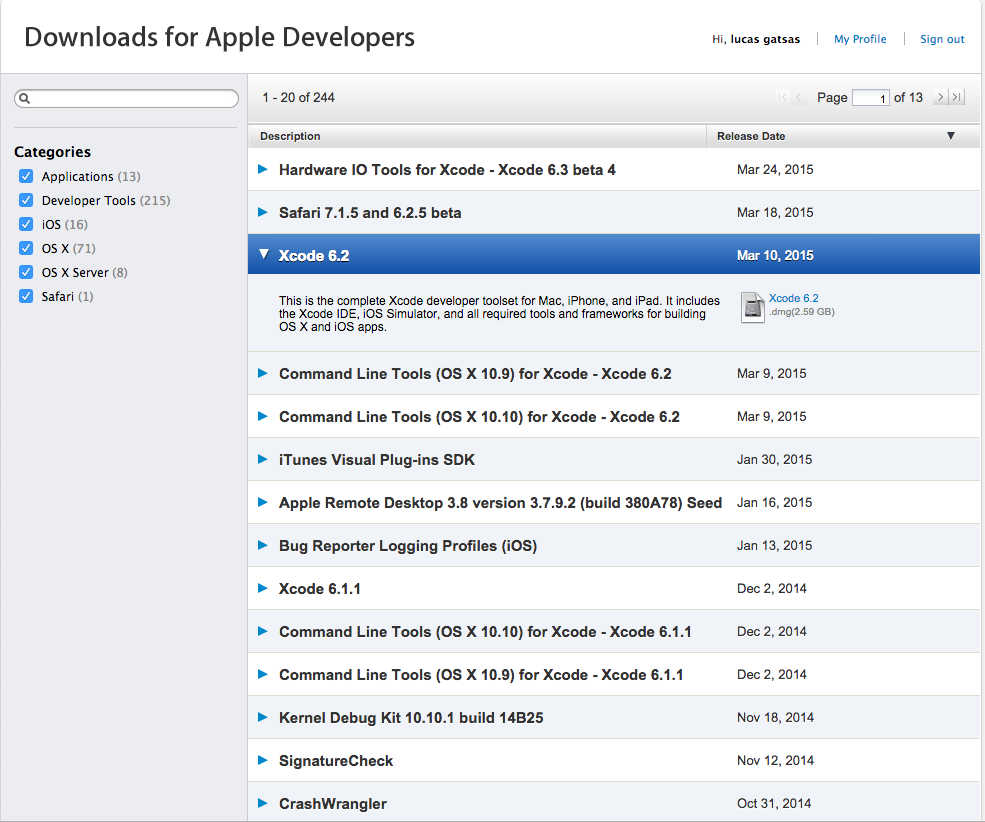 Downloads for Apple Developers
Hi, lucas gatsas
My Profile
Sign out
1 - 20 of 244
Page 1 of 13
Categories
Applications (13)
Developer Tools (215)
iOS (16)
OS X (71)
OS X Server (8)
Safari (1)
Description Release Date
Hardware IO Tools for Xcode - Xcode 6.3 beta 4 Mar 24, 2015
Safari 7.1.5 and 6.2.5 beta Mar 18, 2015
Xcode 6.2 Mar 10, 2015
This is the complete Xcode developer toolset for Mac, iPhone, and iPad. It includes
the Xcode IDE, iOS Simulator, and all required tools and frameworks for building
OS X and iOS apps.
Xcode 6.2
.dmg(2.59 GB)
Command Line Tools (OS X 10.9) for Xcode - Xcode 6.2 Mar 9, 2015
Command Line Tools (OS X 10.10) for Xcode - Xcode 6.2 Mar 9, 2015
iTunes Visual Plug-ins SDK Jan 30, 2015
Apple Remote Desktop 3.8 version 3.7.9.2 (build 380A78) Seed Jan 16, 2015
Bug Reporter Logging Profiles (iOS) Jan 13, 2015
Xcode 6.1.1 Dec 2, 2014
Command Line Tools (OS X 10.10) for Xcode - Xcode 6.1.1 Dec 2, 2014
Command Line Tools (OS X 10.9) for Xcode - Xcode 6.1.1 Dec 2, 2014
Kernel Debug Kit 10.10.1 build 14B25 Nov 18, 2014
SignatureCheck Nov 12, 2014
CrashWrangler Oct 31, 2014